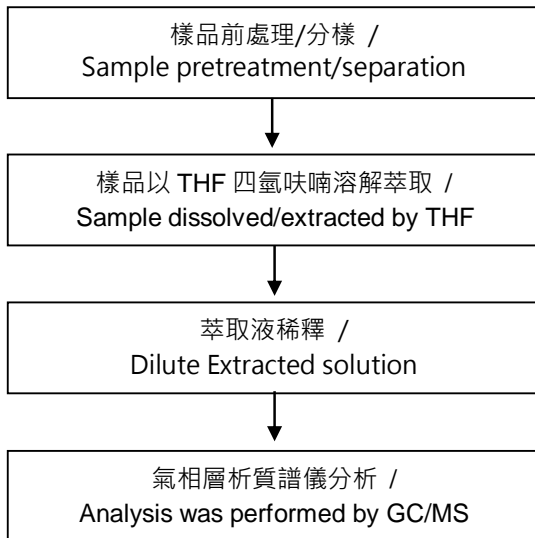 樣品前處理/分樣 /
Sample pretreatment/separation
樣品以 THF 四氫呋喃溶解萃取 /
Sample dissolved/extracted by THF
萃取液稀釋 /
Dilute Extracted solution
氣相層析質譜儀分析 /
Analysis was performed by GC/MS